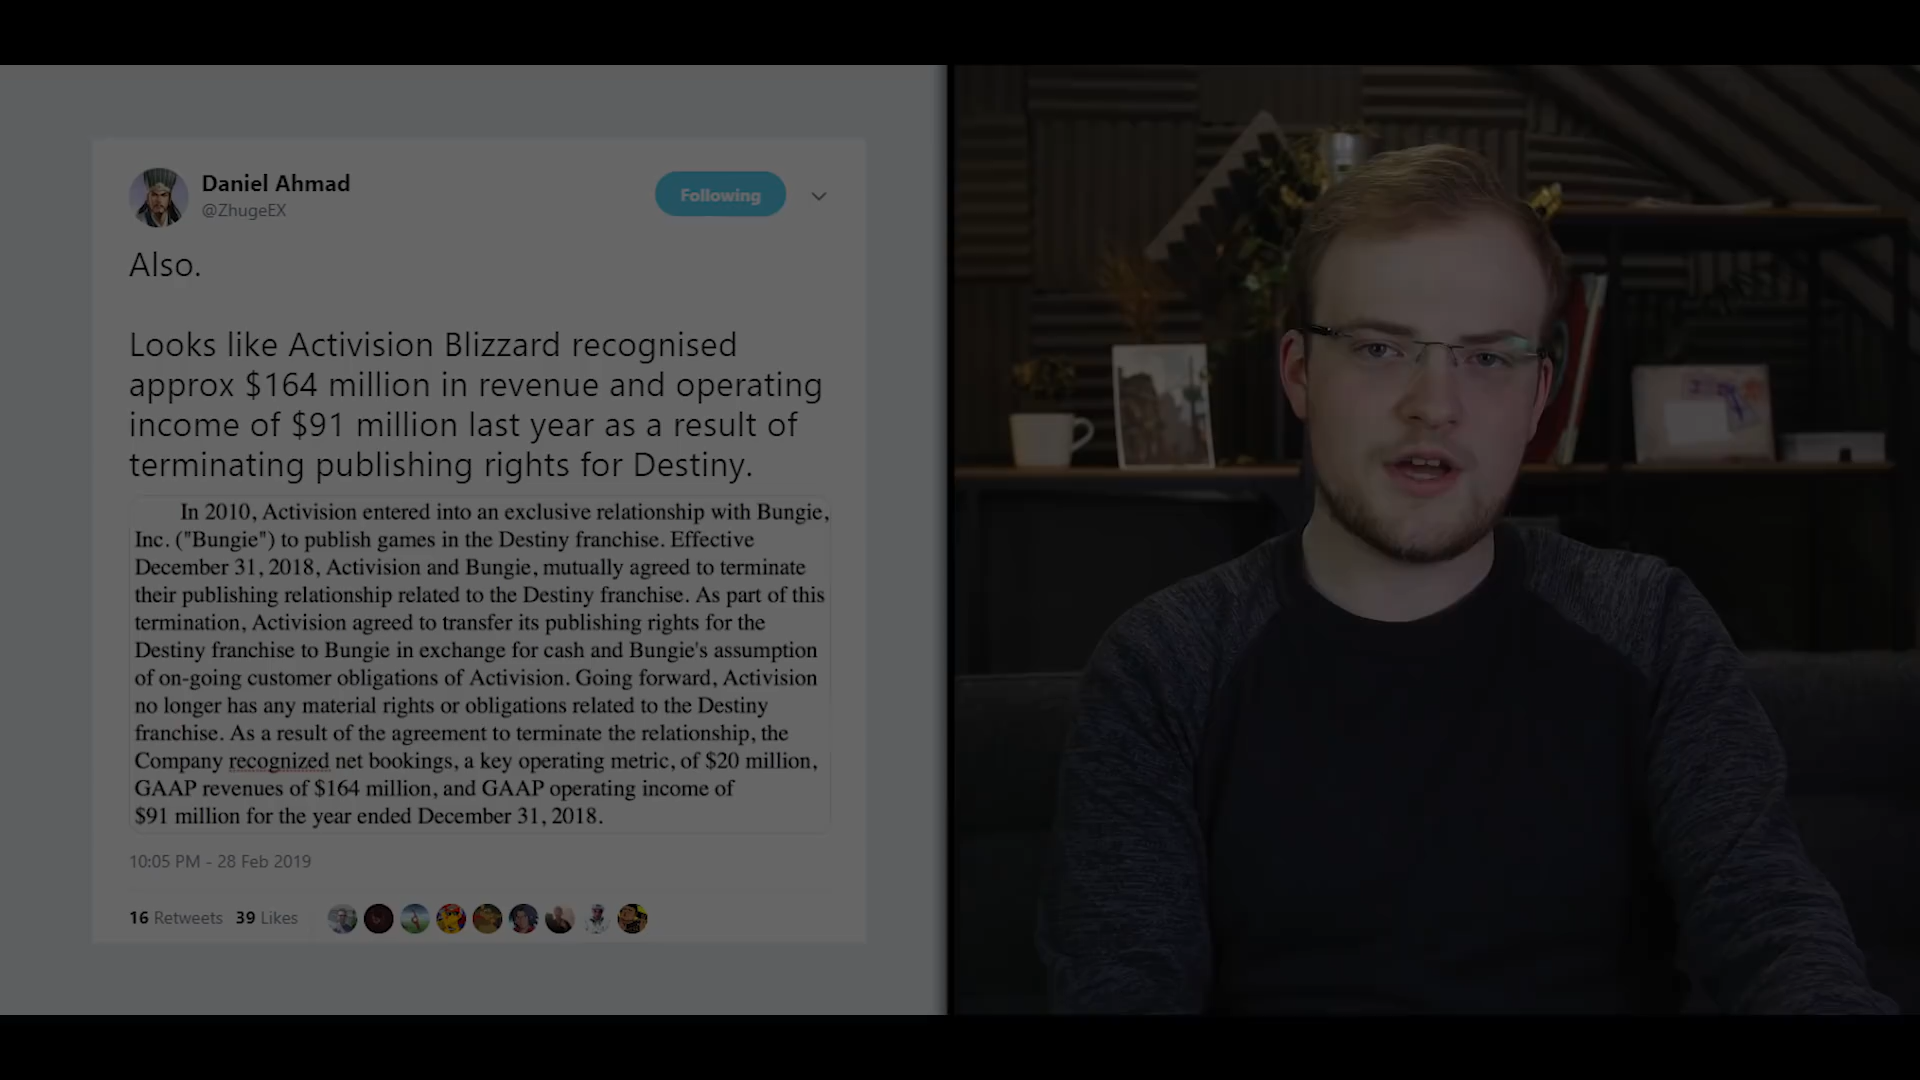 Daniel Ahmad
@ZhugeEX
Following
Also.
Looks like Activision Blizzard recognised
approx $164 million in revenue and operating
income of $91 million last year as a result of
terminating publishing rights for Destiny.
In 2010, Activision entered into an exclusive relationship with Bungie,
Inc. ("Bungie") to publish games in the Destiny franchise. Effective
December 31, 2018, Activision and Bungie, mutually agreed to terminate
their publishing relationship related to the Destiny franchise. As part of this
termination, Activision agreed to transfer its publishing rights for the
Destiny franchise to Bungie in exchange for cash and Bungie's assumption
of on-going customer obligations of Activision. Going forward, Activision
no longer has any material rights or obligations related to the Destiny
franchise. As a result of the agreement to terminate the relationship, the
Company recognized net bookings, a key operating metric, of $20 million,
GAAP revenues of $164 million, and GAAP operating income of
$91 million for the year ended December 31, 2018.
10:05 PM - 28 Feb 2019
16 Retweets 39 Likes